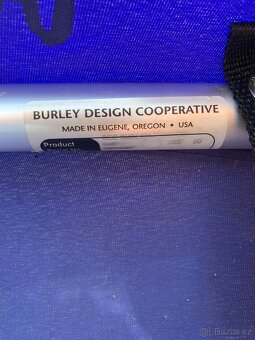 BURLEY DESIGN COOPERATIVE
MADE IN EUGENE, OREGON • USA
Product
© Bazos.cz